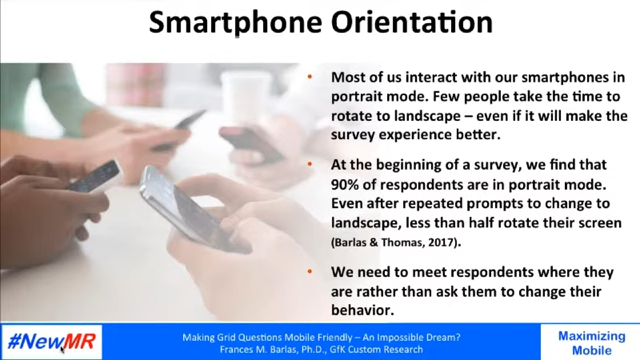 Smartphone Orientation
• Most of us interact with our smartphones in
portrait mode. Few people take the time to
rotate to landscape – even if it will make the
survey experience better.
• At the beginning of a survey, we find that
90% of respondents are in portrait mode.
Even after repeated prompts to change to
landscape, less than half rotate their screen
(Barlas & Thomas, 2017).
• We need to meet respondents where they
are rather than ask them to change their
behavior.
#NewMR
Making Grid Questions Mobile Friendly – An Impossible Dream?
Frances M. Barlas, Ph.D., GfK Custom Research
Maximizing
Mobile